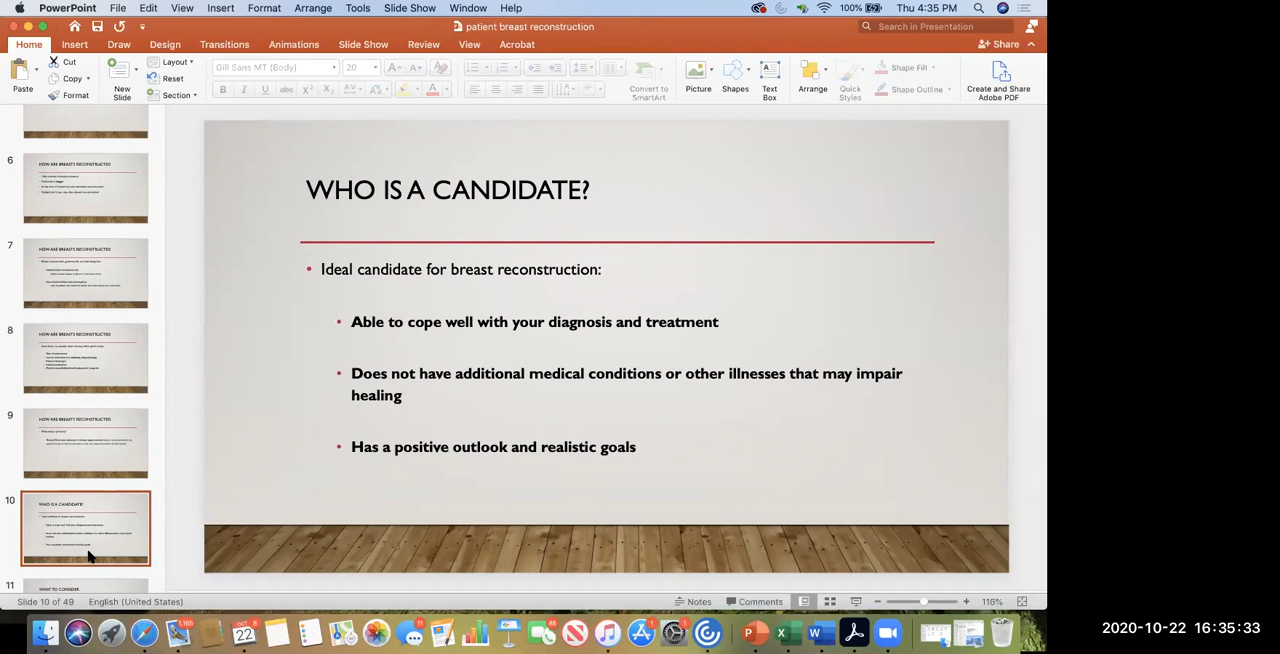 PowerPoint File Edit View Insert Format Arrange Tools Slide Show Window Help 100% Thu 4:35 PM
patient breast reconstruction
Search in Presentation
Home Insert Draw Design Transitions Animations Slide Show Review View Acrobat Share
Paste Cut Copy Format
New Slide Layout Reset Section
Gill Sans MT (Body) 20
Convert to SmartArt
Picture Shapes Text Box Arrange Quick Styles
Shape Fill
Shape Outline
Create and Share Adobe PDF
6
HOW ARE BREASTS RECONSTRUCTED
7
HOW ARE BREASTS RECONSTRUCTED
8
HOW ARE BREASTS RECONSTRUCTED
9
HOW ARE BREASTS RECONSTRUCTED
10
WHO IS A CANDIDATE?
11
WHAT TO CONSIDER
WHO IS A CANDIDATE?
• Ideal candidate for breast reconstruction:
• Able to cope well with your diagnosis and treatment
• Does not have additional medical conditions or other illnesses that may impair
healing
• Has a positive outlook and realistic goals
Slide 10 of 49 English (United States) Notes Comments 116%
OCT
22
2020-10-22 16:35:33